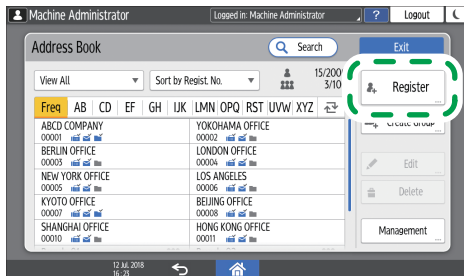 Machine Administrator
Logged in: Machine Administrator
?
Logout
Address Book
Search
Exit
View All
Sort by Regist. No.
15/2000
3/10
Register
Freq AB CD EF GH IJK LMN OPQ RST UVW XYZ
Create Group
ABCD COMPANY
00001
YOKOHAMA OFFICE
00002
BERLIN OFFICE
00003
LONDON OFFICE
00004
Edit
NEW YORK OFFICE
00005
LOS ANGELES
00006
Delete
KYOTO OFFICE
00007
BEIJING OFFICE
00008
SHANGHAI OFFICE
00010
HONG KONG OFFICE
00011
Management
12 Jul. 2018
16:23